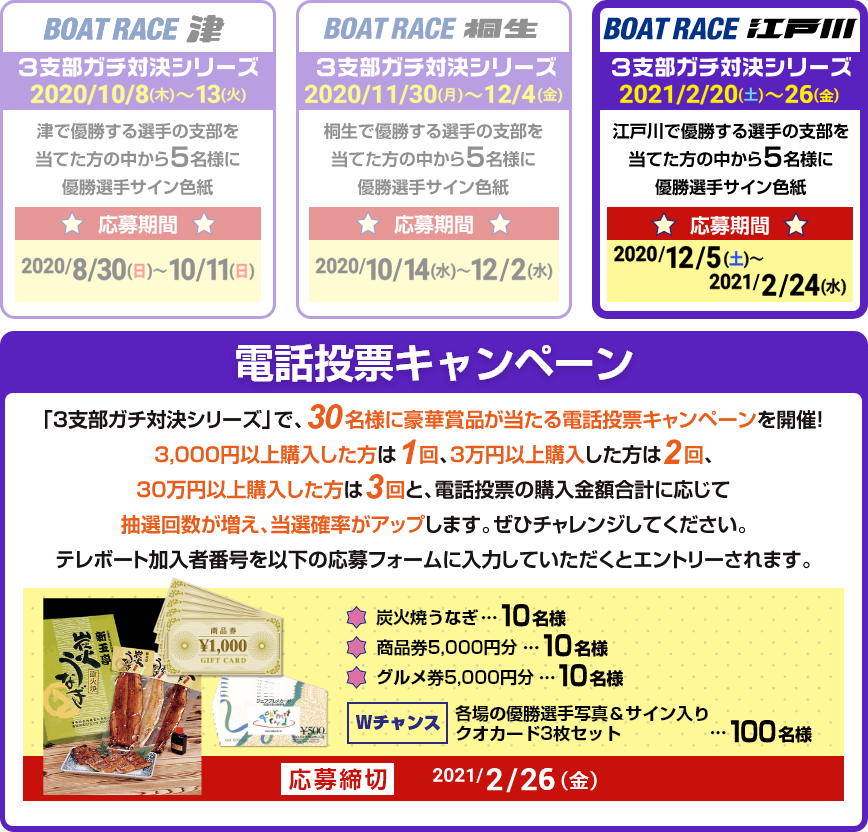 BOAT RACE 津
3支部ガチ対決シリーズ
2020/10/8(木)〜13(火)
津で優勝する選手の支部を
当てた方の中から5名様に
優勝選手サイン色紙
応募期間
2020/8/30(日)〜10/11(日)
BOAT RACE 桐生
3支部ガチ対決シリーズ
2020/11/30(月)〜12/4(金)
桐生で優勝する選手の支部を
当てた方の中から5名様に
優勝選手サイン色紙
応募期間
2020/10/14(水)〜12/2(水)
BOAT RACE 江戸川
3支部ガチ対決シリーズ
2021/2/20(土)〜26(金)
江戸川で優勝する選手の支部を
当てた方の中から5名様に
優勝選手サイン色紙
応募期間
2020/12/5(土)〜
2021/2/24(水)
電話投票キャンペーン
「3支部ガチ対決シリーズ」で、30名様に豪華賞品が当たる電話投票キャンペーンを開催!
3,000円以上購入した方は1回、3万円以上購入した方は2回、
30万円以上購入した方は3回と、電話投票の購入金額合計に応じて
抽選回数が増え、当選確率がアップします。ぜひチャレンジしてください。
テレボート加入者番号を以下の応募フォームに入力していただくとエントリーされます。
新玉亭
炭火うなぎ
直火焼
商品券
¥1,000
GIFT CARD
ジェフグルメカード
¥500
炭火焼うなぎ…10名様
商品券5,000円分…10名様
グルメ券5,000円分…10名様
Wチャンス
各場の優勝選手写真&サイン入り
クオカード3枚セット…100名様
応募締切 2021/2/26(金)